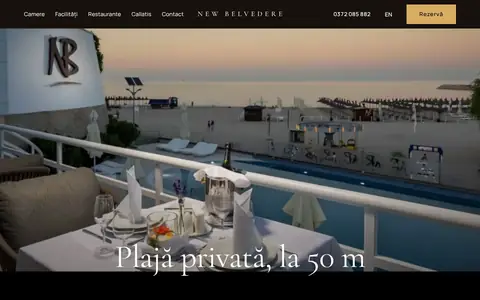 Camere Facilități Restaurante Callatis Contact NEW BELVEDERE 0372 085 882 EN Rezervă
NB
Plajă privată, la 50 m